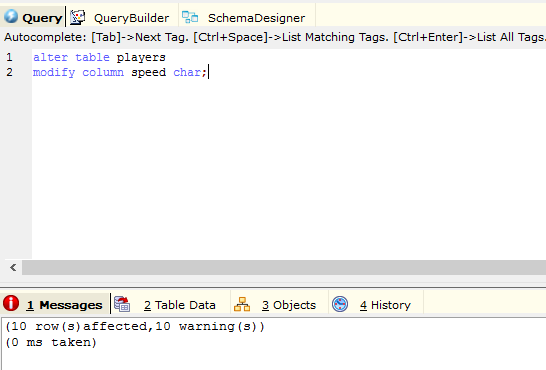 Query QueryBuilder SchemaDesigner
Autocomplete: [Tab]->Next Tag. [Ctrl+Space]->List Matching Tags. [Ctrl+Enter]->List All Tags.
1 alter table players
2 modify column speed char;
1 Messages 2 Table Data 3 Objects 4 History
(10 row(s)affected,10 warning(s))
(0 ms taken)